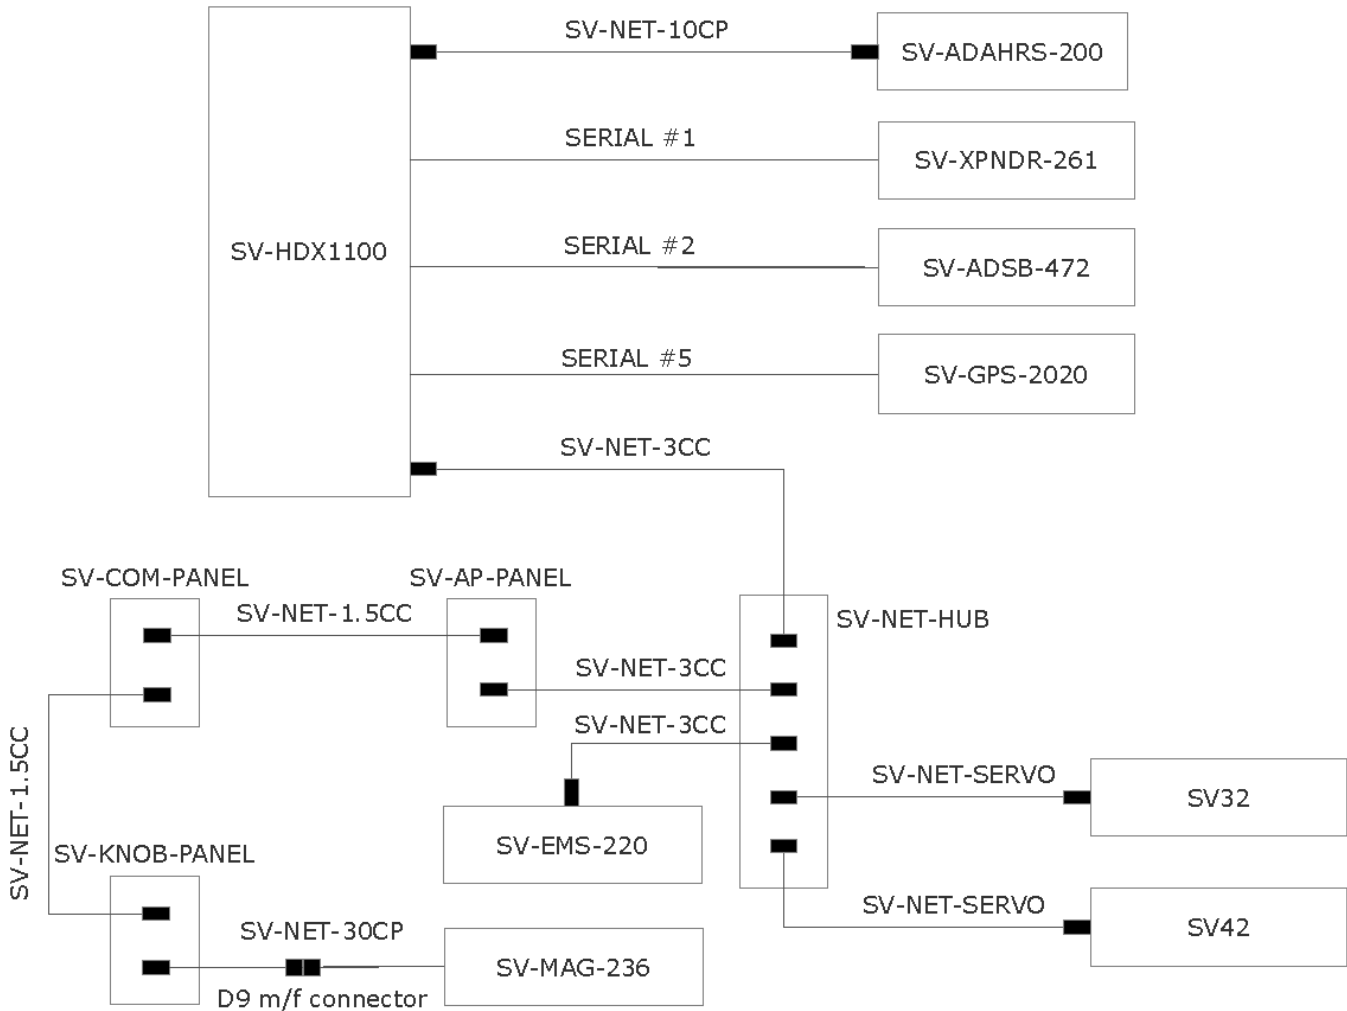 SV-NET-10CP
SV-ADAHRS-200
SERIAL #1
SV-XPNDR-261
SV-HDX1100
SERIAL #2
SV-ADSB-472
SERIAL #5
SV-GPS-2020
SV-NET-3CC
SV-COM-PANEL
SV-AP-PANEL
SV-NET-1.5CC
SV-NET-HUB
SV-NET-3CC
SV-NET-3CC
SV-NET-1.5CC
SV-NET-SERVO
SV32
SV-EMS-220
SV-KNOB-PANEL
SV-NET-SERVO
SV42
SV-NET-30CP
SV-MAG-236
D9 m/f connector